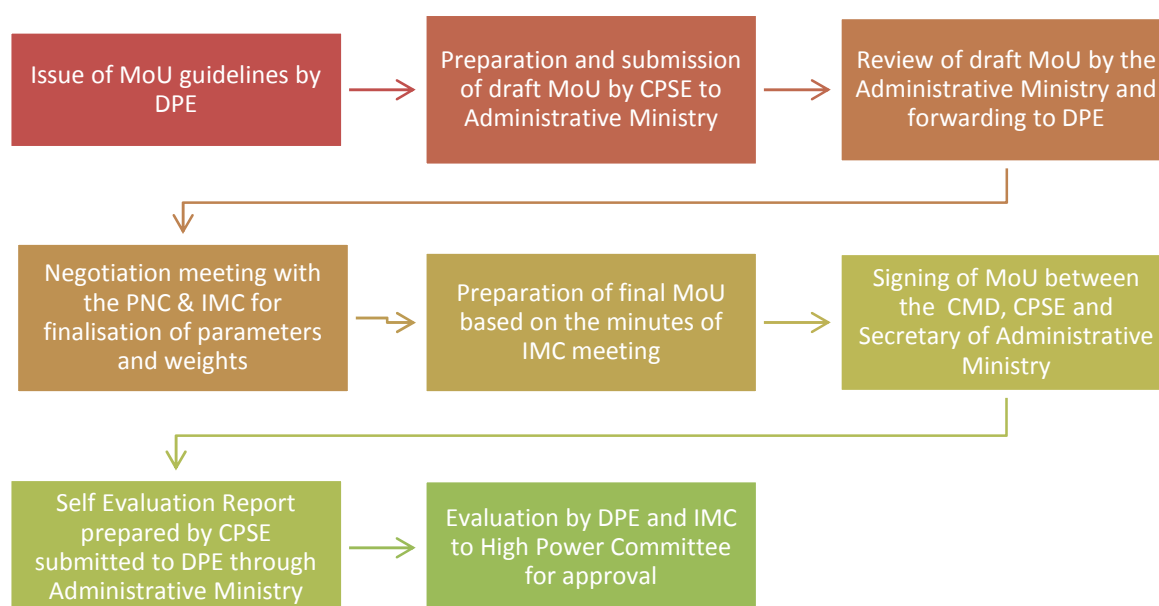 Issue of MoU guidelines by
DPE
Preparation and submission
of draft MoU by CPSE to
Administrative Ministry
Review of draft MoU by the
Administrative Ministry and
forwarding to DPE
Negotiation meeting with
the PNC & IMC for
finalisation of parameters
and weights
Preparation of final MoU
based on the minutes of
IMC meeting
Signing of MoU between
the CMD, CPSE and
Secretary of Administrative
Ministry
Self Evaluation Report
prepared by CPSE
submitted to DPE through
Administrative Ministry
Evaluation by DPE and IMC
to High Power Committee
for approval